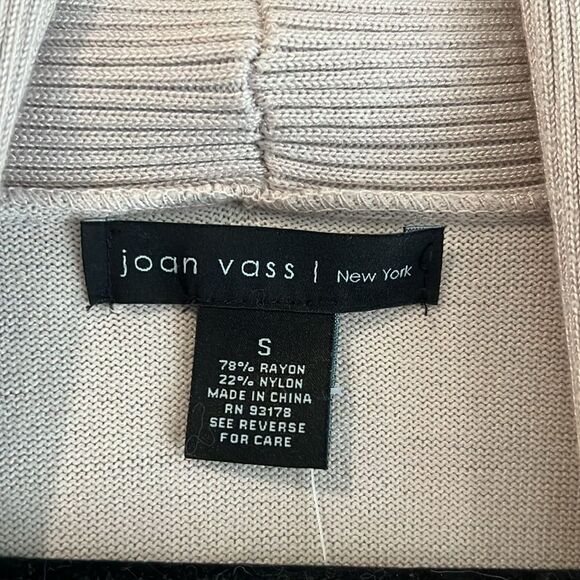 joan vass | New York
S
78% RAYON
22% NYLON
MADE IN CHINA
RN 93178
SEE REVERSE
FOR CARE